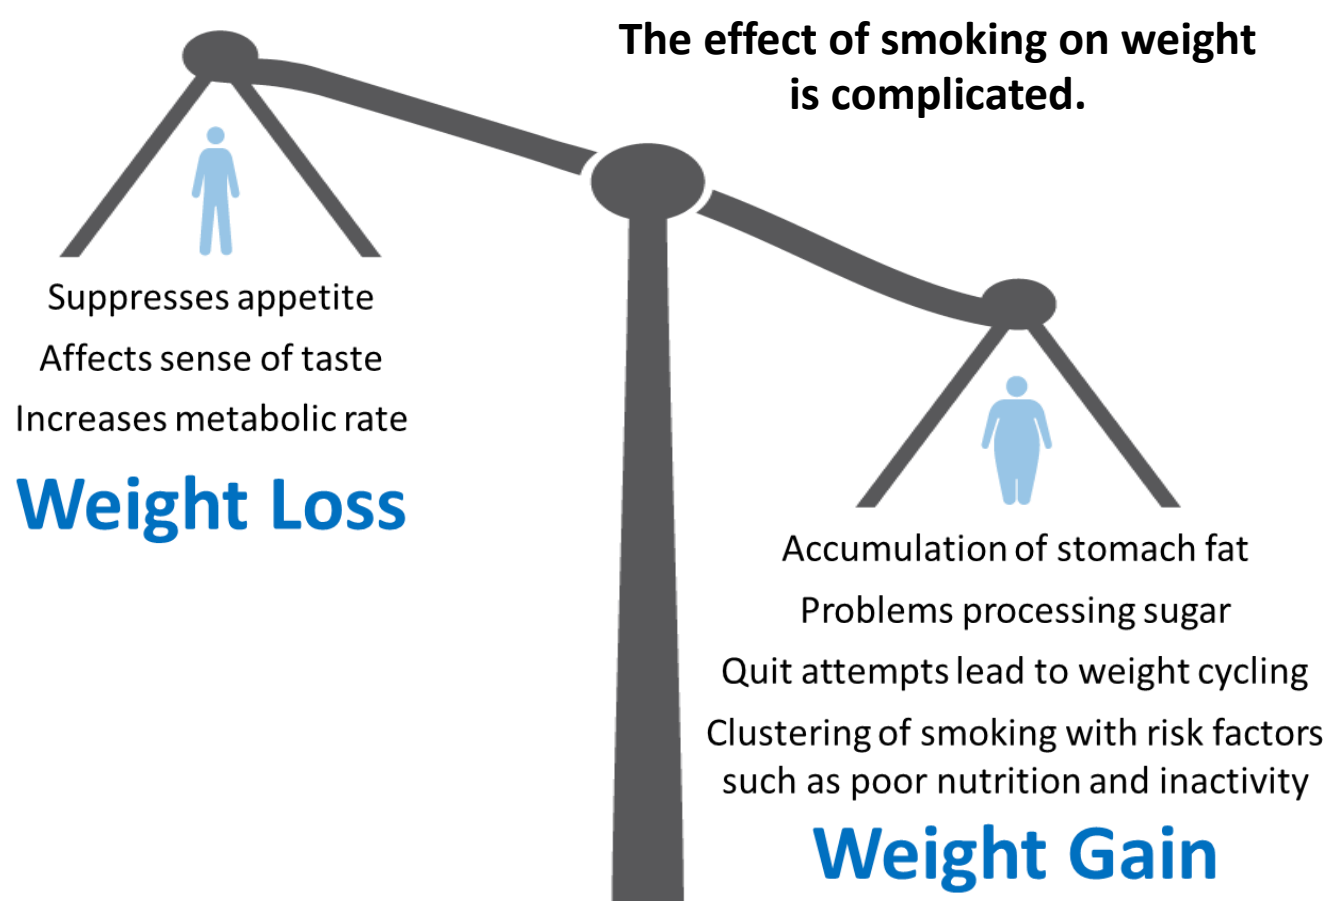 The effect of smoking on weight
is complicated.
Suppresses appetite
Affects sense of taste
Increases metabolic rate
Weight Loss
Accumulation of stomach fat
Problems processing sugar
Quit attempts lead to weight cycling
Clustering of smoking with risk factors
such as poor nutrition and inactivity
Weight Gain